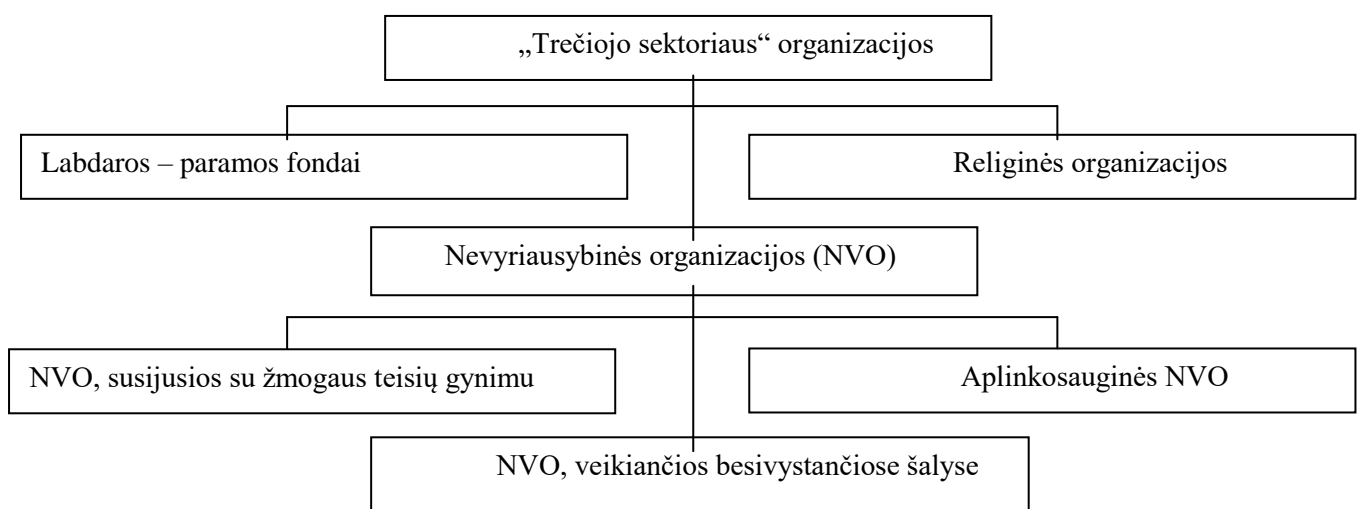 „Trečiojo sektoriaus“ organizacijos
Labdaros – paramos fondai
Religinės organizacijos
Nevyriausybinės organizacijos (NVO)
NVO, susijusios su žmogaus teisių gynimu
Aplinkosauginės NVO
NVO, veikiančios besivystančiose šalyse